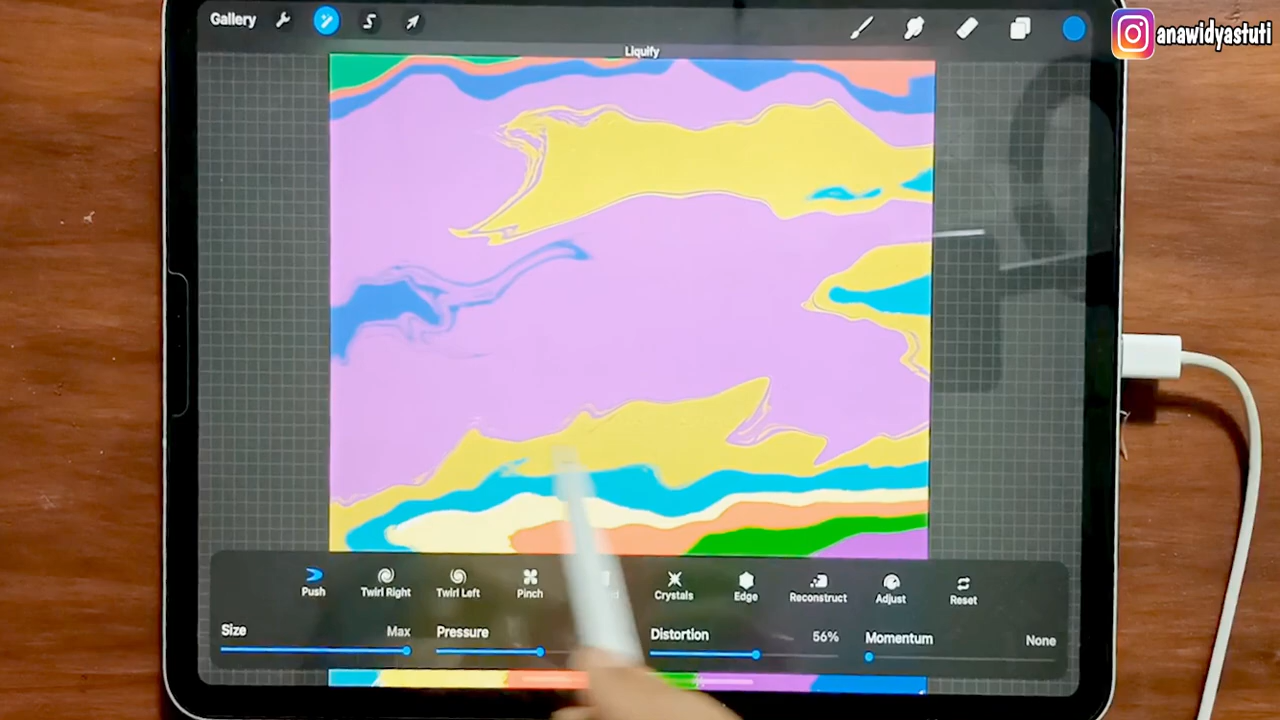 Gallery
anawidyastuti
Liquify
Push
Twirl Right
Twirl Left
Pinch
Crystals
Edge
Reconstruct
Adjust
Reset
Size
Max
Pressure
Distortion
56%
Momentum
None